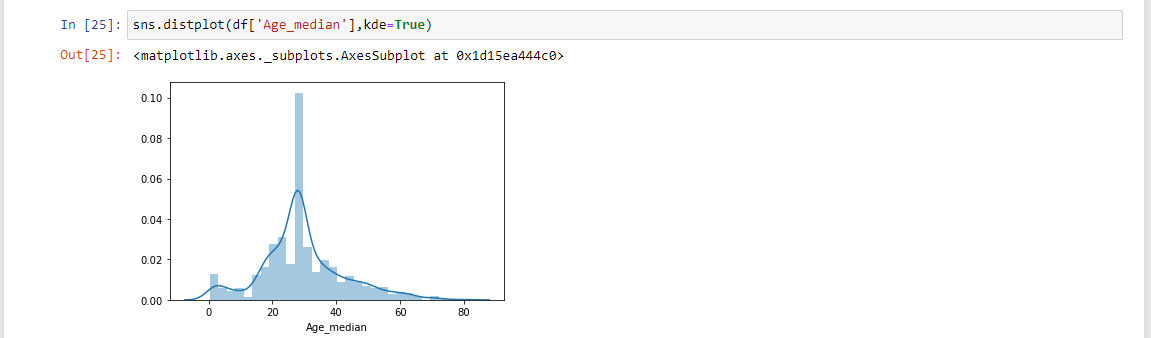 In [25]: sns.distplot(df['Age_median'],kde=True)
Out[25]: <matplotlib.axes._subplots.AxesSubplot at 0x1d15ea444c0>
0.10
0.08
0.06
0.04
0.02
0.00
0 20 40 60 80
Age_median